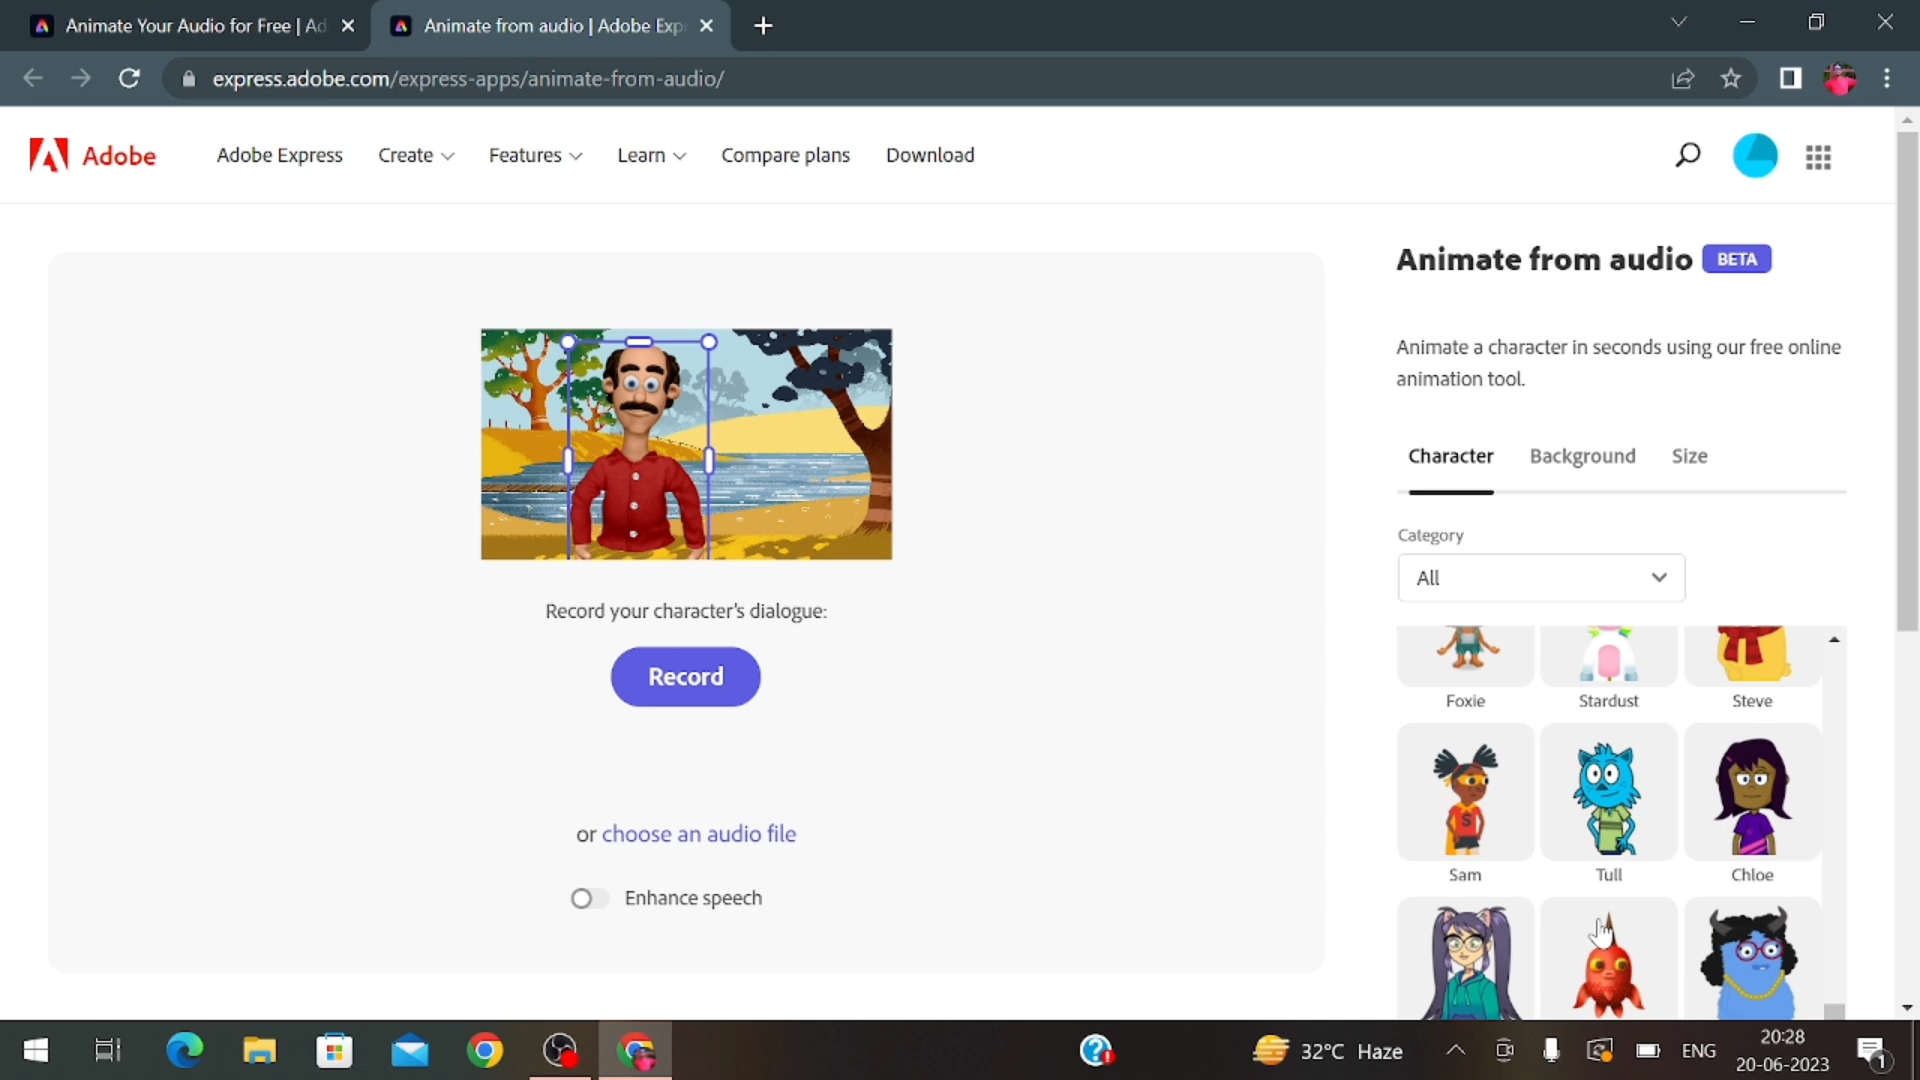 Animate Your Audio for Free | Ad
Animate from audio | Adobe Exp
express.adobe.com/express-apps/animate-from-audio/
Adobe
Adobe Express
Create
Features
Learn
Compare plans
Download
Animate from audio BETA
Animate a character in seconds using our free online
animation tool.
Character
Background
Size
Category
All
Record your character's dialogue:
Record
or choose an audio file
Enhance speech
Foxie
Stardust
Steve
S
Sam
Tull
Chloe
32°C Haze
ENG
20:28
20-06-2023
1